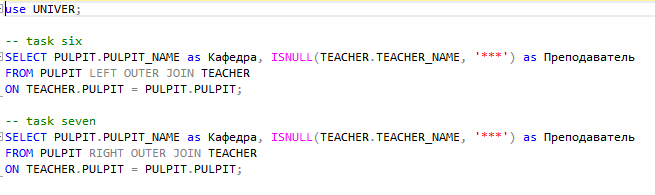 use UNIVER;
-- task six
SELECT PULPIT.PULPIT_NAME as Кафедра, ISNULL(TEACHER.TEACHER_NAME, '***') as Преподаватель
FROM PULPIT LEFT OUTER JOIN TEACHER
ON TEACHER.PULPIT = PULPIT.PULPIT;
-- task seven
SELECT PULPIT.PULPIT_NAME as Кафедра, ISNULL(TEACHER.TEACHER_NAME, '***') as Преподаватель
FROM PULPIT RIGHT OUTER JOIN TEACHER
ON TEACHER.PULPIT = PULPIT.PULPIT;